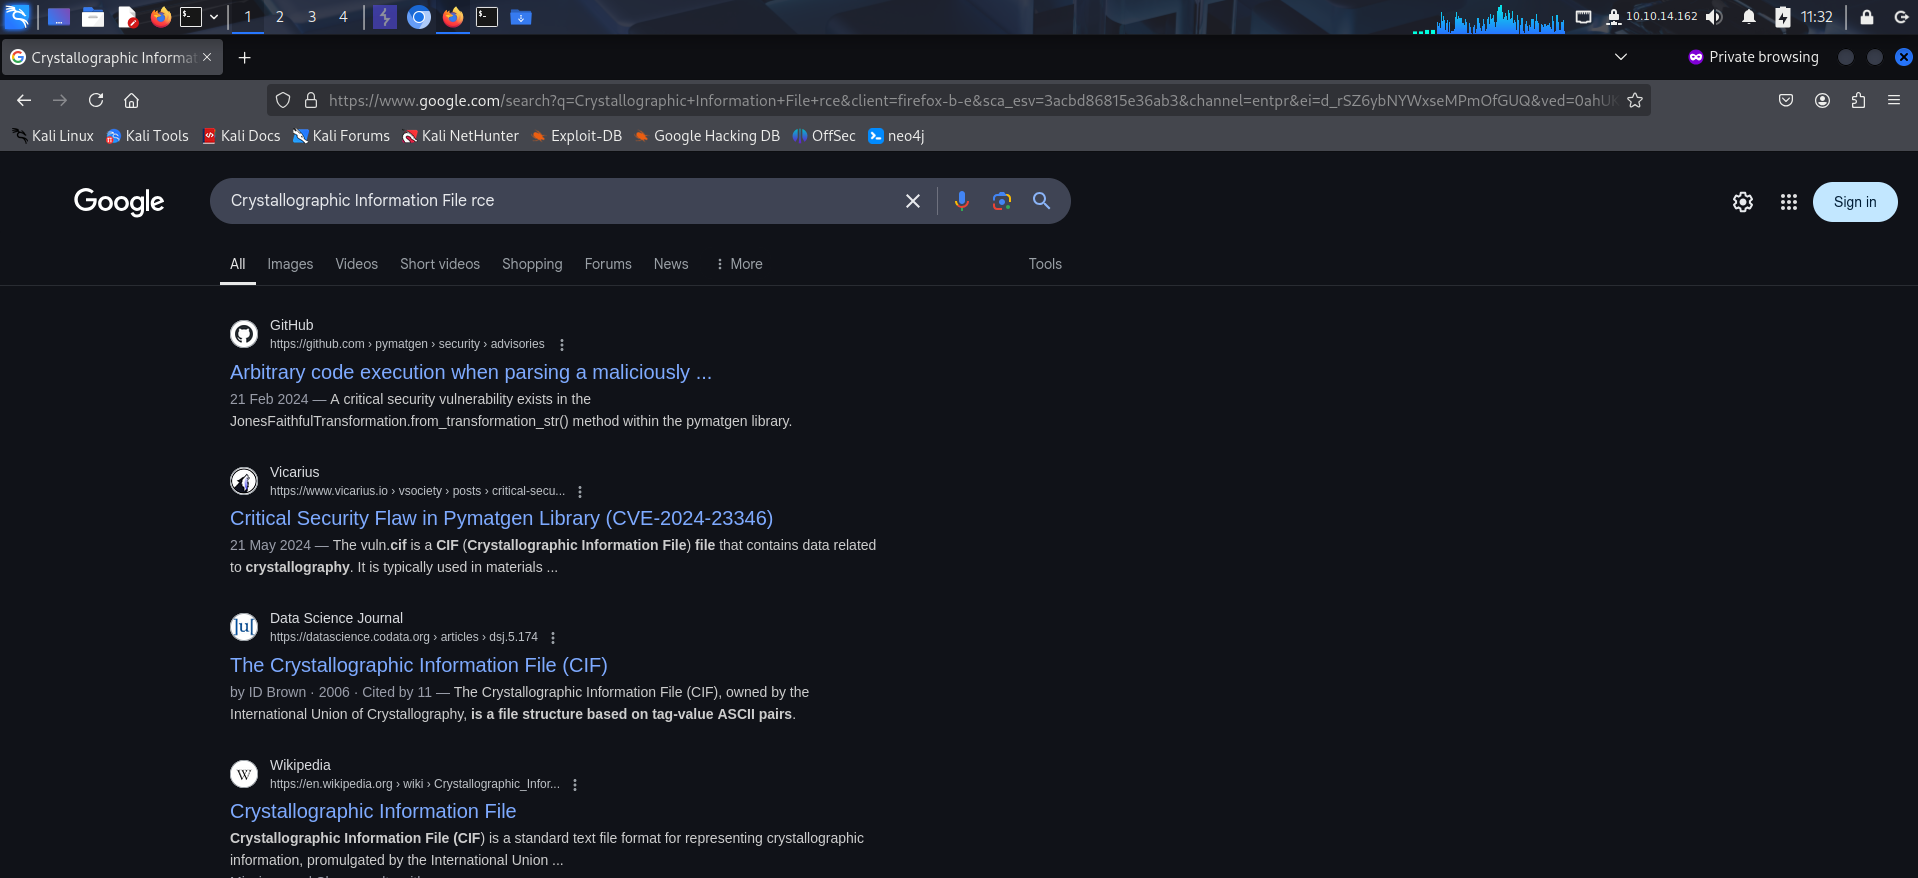 1 2 3 4 10.10.14.162 11:32
Crystallographic Informat
Private browsing
https://www.google.com/search?q=Crystallographic+Information+File+rce&client=firefox-b-e&sca_esv=3acbd86815e36ab3&channel=entpr&ei=d_rSZ6ybNYWxseMPmOfGUQ&ved=0ahUK
Kali Linux Kali Tools Kali Docs Kali Forums Kali NetHunter Exploit-DB Google Hacking DB OffSec neo4j
Google Crystallographic Information File rce Sign in
All Images Videos Short videos Shopping Forums News More Tools
GitHub
https://github.com › pymatgen › security › advisories
Arbitrary code execution when parsing a maliciously ...
21 Feb 2024 — A critical security vulnerability exists in the
JonesFaithfulTransformation.from_transformation_str() method within the pymatgen library.
Vicarius
https://www.vicarius.io › vsociety › posts › critical-secu...
Critical Security Flaw in Pymatgen Library (CVE-2024-23346)
21 May 2024 — The vuln.cif is a CIF (Crystallographic Information File) file that contains data related
to crystallography. It is typically used in materials ...
]u[ Data Science Journal
https://datascience.codata.org › articles › dsj.5.174
The Crystallographic Information File (CIF)
by ID Brown · 2006 · Cited by 11 — The Crystallographic Information File (CIF), owned by the
International Union of Crystallography, is a file structure based on tag-value ASCII pairs.
W Wikipedia
https://en.wikipedia.org › wiki › Crystallographic_Infor...
Crystallographic Information File
Crystallographic Information File (CIF) is a standard text file format for representing crystallographic
information, promulgated by the International Union ...